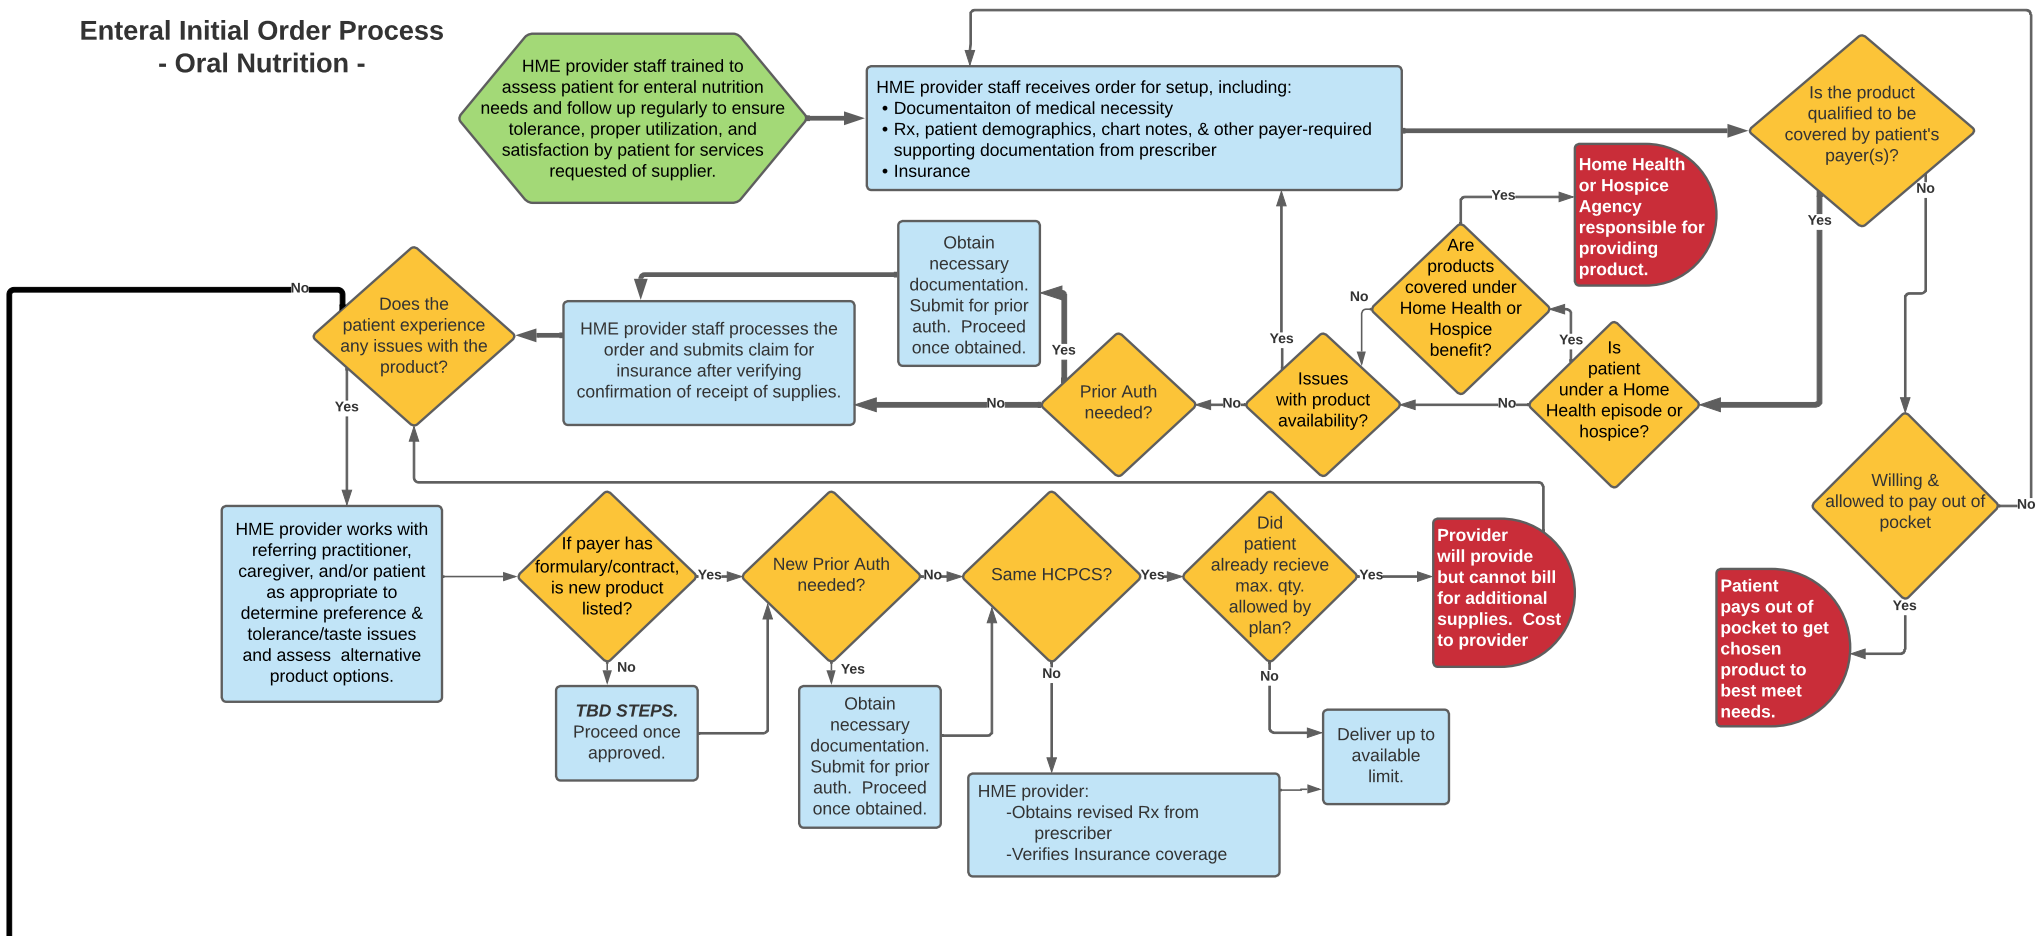 Enteral Initial Order Process
- Oral Nutrition -
HME provider staff trained to
assess patient for enteral nutrition
needs and follow up regularly to ensure
tolerance, proper utilization, and
satisfaction by patient for services
requested of supplier.
HME provider staff receives order for setup, including:
• Documentaiton of medical necessity
• Rx, patient demographics, chart notes, & other payer-required
supporting documentation from prescriber
• Insurance
Is the product
qualified to be
covered by patient's
payer(s)?
No
Yes
Home Health
or Hospice
Agency
responsible for
providing
product.
Yes
Are
products
covered under
Home Health or
Hospice
benefit?
No
Yes
Is
patient
under a Home
Health episode or
hospice?
No
Issues
with product
availability?
Yes
No
Prior Auth
needed?
Yes
No
Obtain
necessary
documentation.
Submit for prior
auth.  Proceed
once obtained.
HME provider staff processes the
order and submits claim for
insurance after verifying
confirmation of receipt of supplies.
Does the
patient experience
any issues with the
product?
No
Yes
Willing &
allowed to pay out of
pocket
No
Yes
Patient
pays out of
pocket to get
chosen
product to
best meet
needs.
HME provider works with
referring practitioner,
caregiver, and/or patient
as appropriate to
determine preference &
tolerance/taste issues
and assess  alternative
product options.
If payer has
formulary/contract,
is new product
listed?
Yes
No
TBD STEPS.
Proceed once
approved.
New Prior Auth
needed?
No
Yes
Obtain
necessary
documentation.
Submit for prior
auth.  Proceed
once obtained.
Same HCPCS?
Yes
No
HME provider:
-Obtains revised Rx from
prescriber
-Verifies Insurance coverage
Did
patient
already recieve
max. qty.
allowed by
plan?
Yes
No
Deliver up to
available
limit.
Provider
will provide
but cannot bill
for additional
supplies.  Cost
to provider